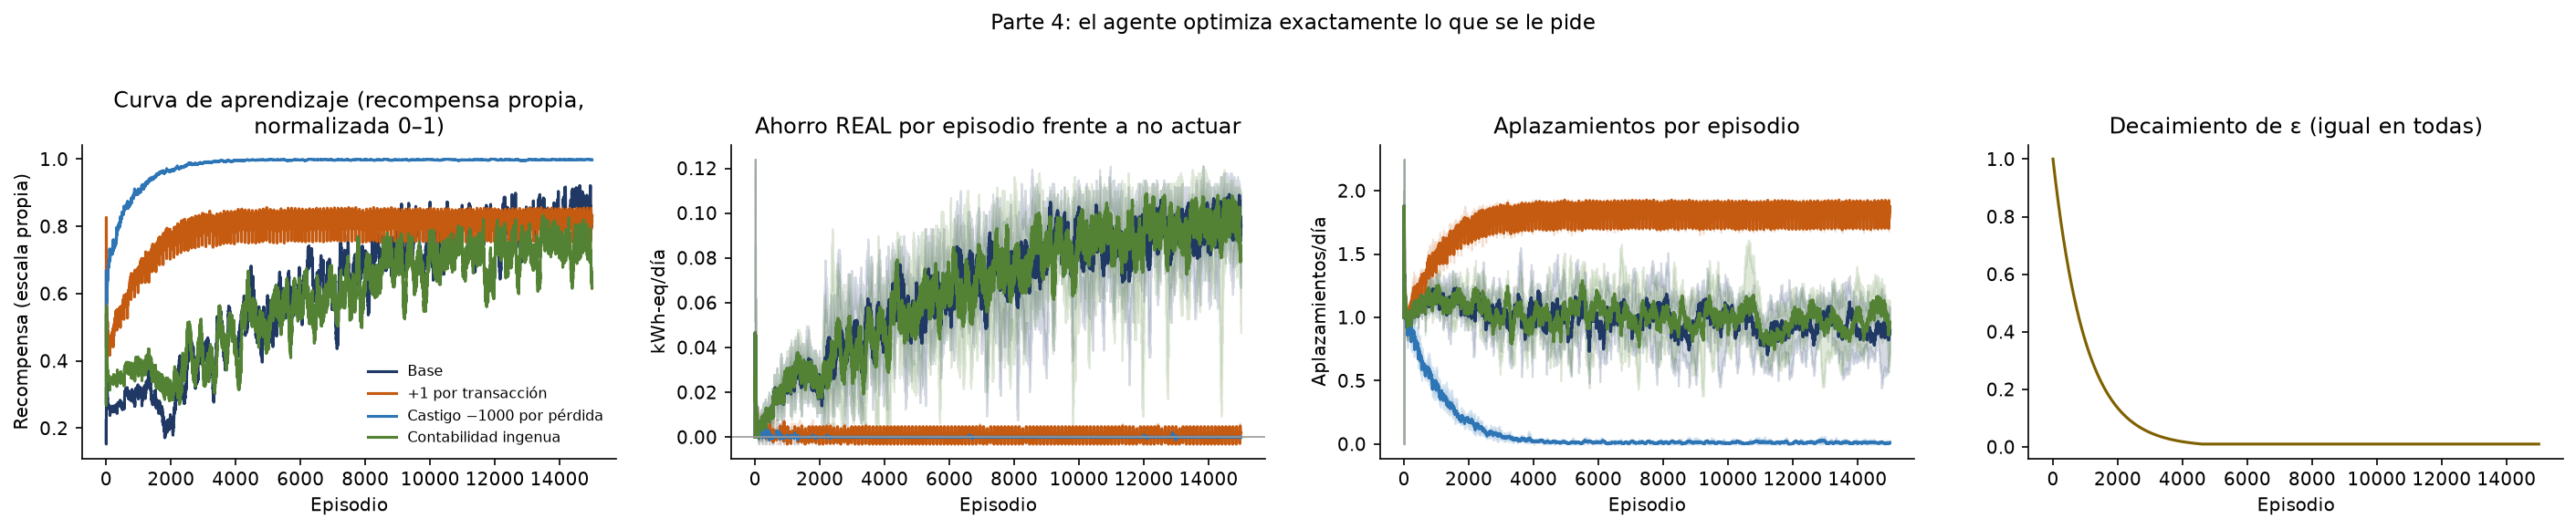 Parte 4: el agente optimiza exactamente lo que se le pide
Curva de aprendizaje (recompensa propia,
normalizada 0–1)
Recompensa (escala propia)
1.0
0.8
0.6
0.4
0.2
Base
+1 por transacción
Castigo −1000 por pérdida
Contabilidad ingenua
0 2000 4000 6000 8000 10000 12000 14000
Episodio
Ahorro REAL por episodio frente a no actuar
kWh-eq/día
0.12
0.10
0.08
0.06
0.04
0.02
0.00
0 2000 4000 6000 8000 10000 12000 14000
Episodio
Aplazamientos por episodio
Aplazamientos/día
2.0
1.5
1.0
0.5
0.0
0 2000 4000 6000 8000 10000 12000 14000
Episodio
Decaimiento de ε (igual en todas)
1.0
0.8
0.6
0.4
0.2
0.0
0 2000 4000 6000 8000 10000 12000 14000
Episodio